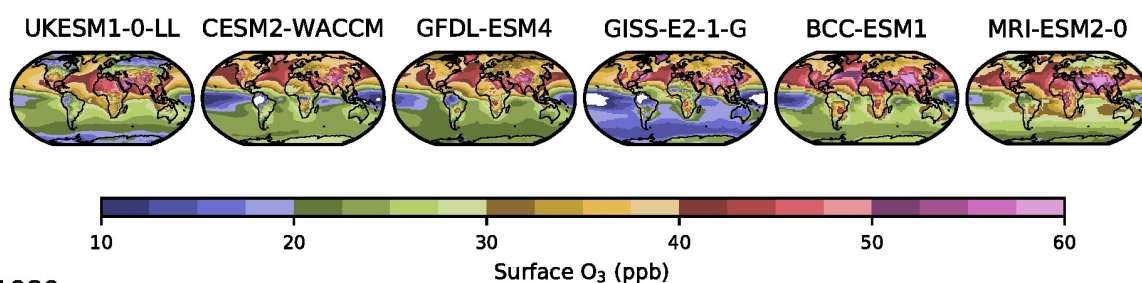 UKESM1-0-LL CESM2-WACCM GFDL-ESM4 GISS-E2-1-G BCC-ESM1 MRI-ESM2-0
10 20 30 40 50 60
Surface O₃ (ppb)